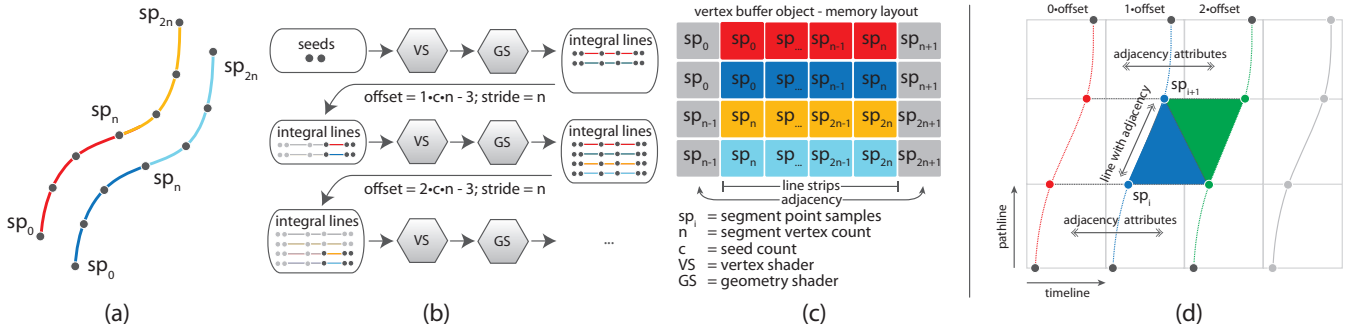 sp2n
sp2n
spn
spn
sp0
sp0
(a)
seeds
VS
GS
integral lines
offset = 1•c•n - 3; stride = n
integral lines
VS
GS
integral lines
offset = 2•c•n - 3; stride = n
integral lines
VS
GS
...
(b)
vertex buffer object - memory layout
sp0 sp0 sp... spn-1 spn spn+1
sp0 sp0 sp... spn-1 spn spn+1
spn-1 spn sp... sp2n-1 sp2n sp2n+1
spn-1 spn sp... sp2n-1 sp2n sp2n+1
line strips
adjacency
spi = segment point samples
n = segment vertex count
c = seed count
VS = vertex shader
GS = geometry shader
(c)
0•offset 1•offset 2•offset
adjacency attributes
spi+1
line with adjacency
spi
adjacency attributes
pathline
timeline
(d)